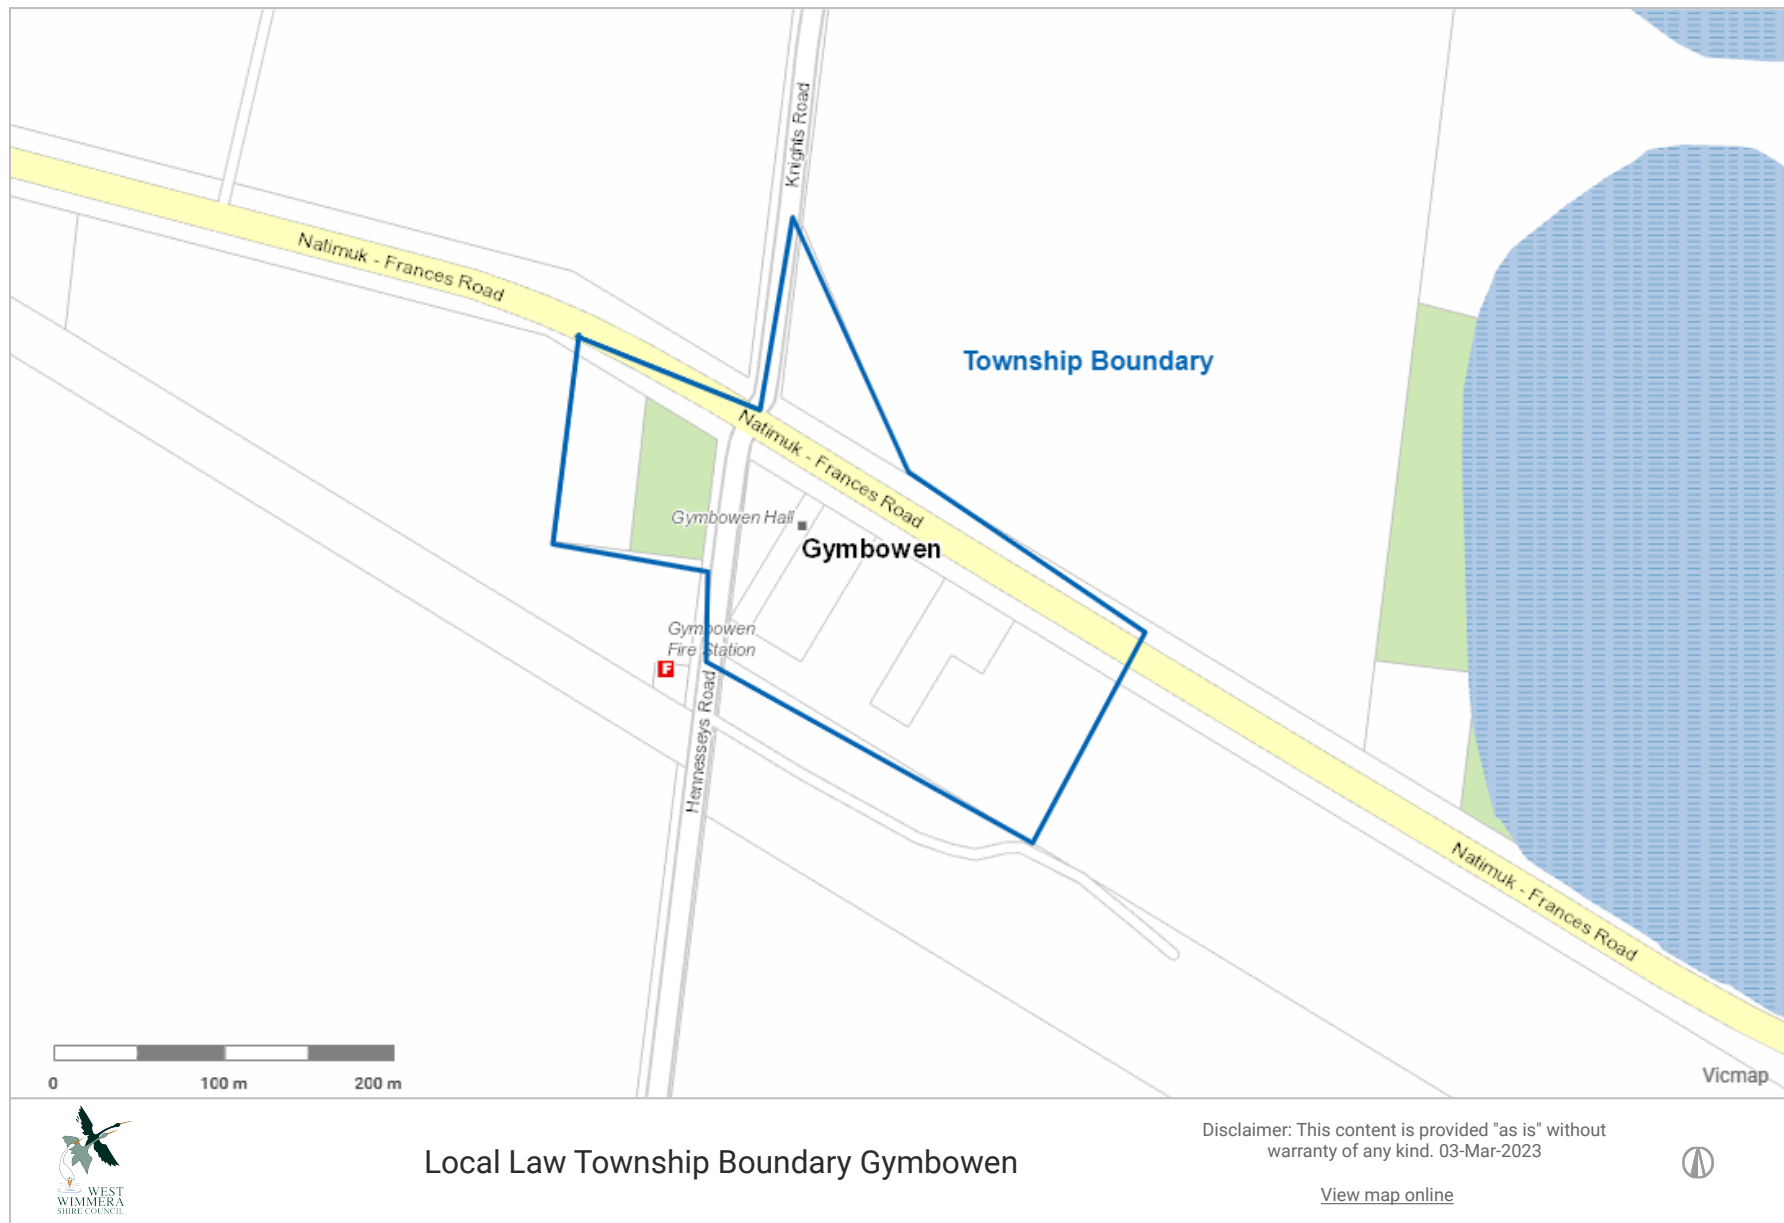 Knights Road
Natimuk - Frances Road
Township Boundary
Natimuk - Frances Road
Gymbowen Hall
Gymbowen
Gymbowen
Fire Station
F
Hennesseys Road
Natimuk - Frances Road
0 100 m 200 m
Vicmap
WEST
WIMMERA
SHIRE COUNCIL
Local Law Township Boundary Gymbowen
Disclaimer: This content is provided "as is" without
warranty of any kind. 03-Mar-2023
View map online